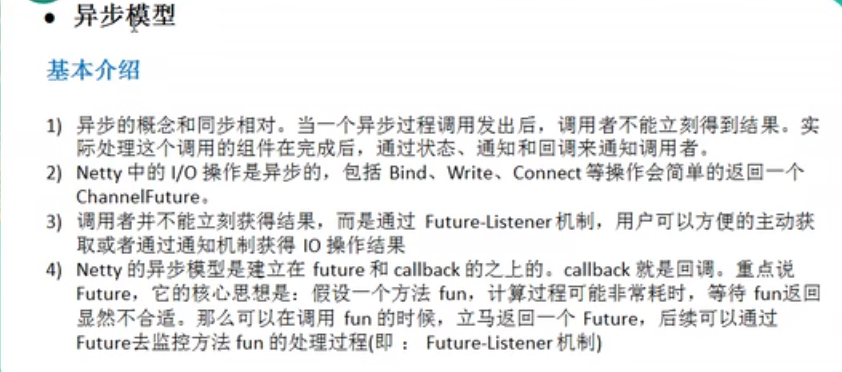 ● 异步模型
基本介绍
1) 异步的概念和同步相对。当一个异步过程调用发出后，调用者不能立刻得到结果。实
际处理这个调用的组件在完成后，通过状态、通知和回调来通知调用者。
2) Netty 中的 I/O 操作是异步的，包括 Bind、Write、Connect 等操作会简单的返回一个
ChannelFuture。
3) 调用者并不能立刻获得结果，而是通过 Future-Listener 机制，用户可以方便的主动获
取或者通过通知机制获得 IO 操作结果
4) Netty 的异步模型是建立在 future 和 callback 的之上的。callback 就是回调。重点说
Future，它的核心思想是：假设一个方法 fun，计算过程可能非常耗时，等待 fun返回
显然不合适。那么可以在调用 fun 的时候，立马返回一个 Future，后续可以通过
Future去监控方法 fun 的处理过程(即 ： Future-Listener 机制)